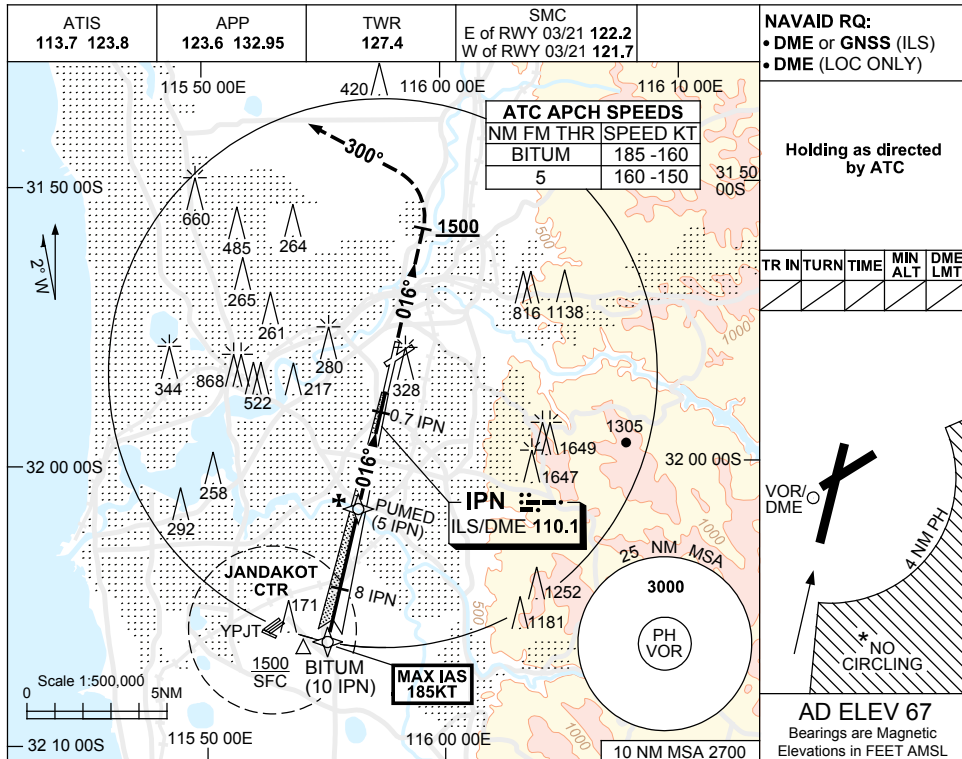 ATIS
113.7 123.8
APP
123.6 132.95
TWR
127.4
SMC
E of RWY 03/21 122.2
W of RWY 03/21 121.7
NAVAID RQ:
• DME or GNSS (ILS)
• DME (LOC ONLY)
115 50 00E
420
116 00 00E
116 10 00E
ATC APCH SPEEDS
NM FM THR SPEED KT
BITUM 185 -160
5 160 -150
Holding as directed
by ATC
300°
31 50 00S
31 50
00S
660
485
264
1500
500
2° W
TR IN TURN TIME MIN ALT DME LMT
265
016°
261
816
1138
1000
280
344
868
522
217
328
0.7 IPN
1305
1649
32 00 00S
016°
1647
32 00 00S
258
292
IPN
ILS/DME 110.1
PUMED
(5 IPN)
1000
VOR/
DME
4 NM PH
25 NM MSA
3000
JANDAKOT
CTR
8 IPN
500
1252
171
1181
YPJT
PH
VOR
*NO
CIRCLING
1500
SFC
BITUM
(10 IPN)
MAX IAS
185KT
Scale 1:500,000
0 5NM
1000
AD ELEV 67
Bearings are Magnetic
Elevations in FEET AMSL
32 10 00S
115 50 00E
116 00 00E
10 NM MSA 2700